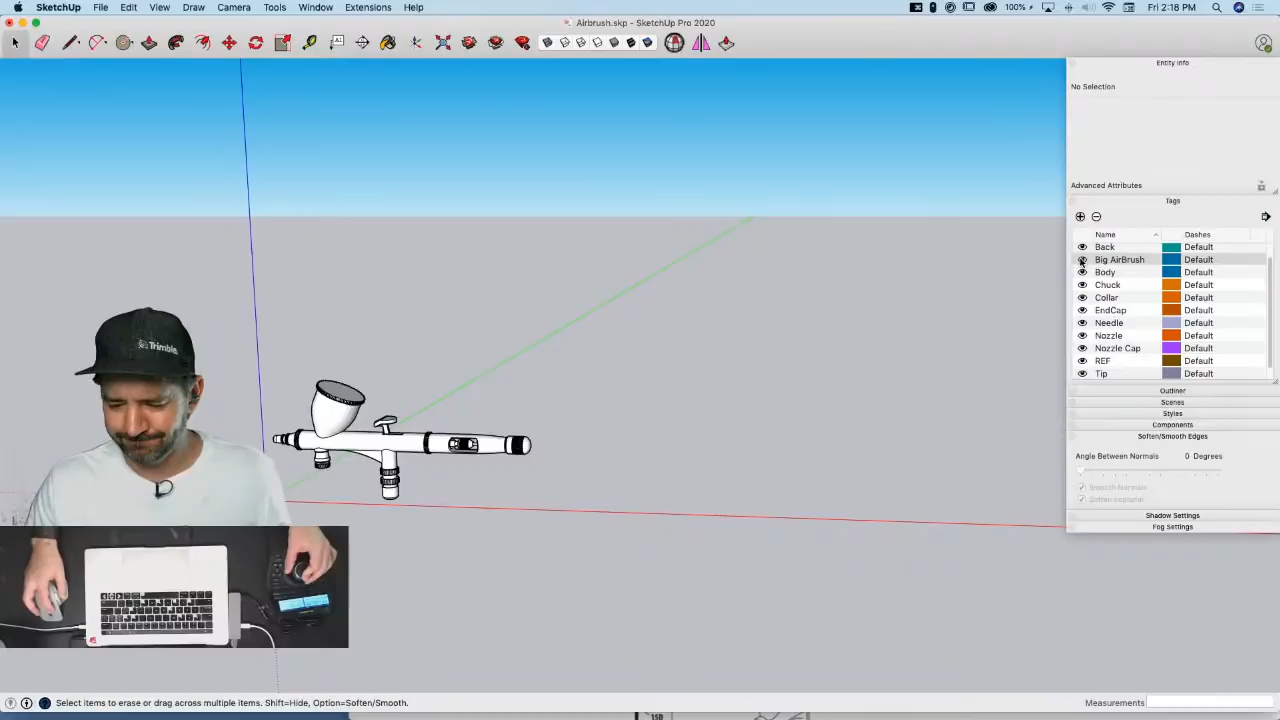 SketchUp File Edit View Draw Camera Tools Window Extensions Help 100% Fri 2:18 PM
Airbrush.skp - SketchUp Pro 2020
Entity Info
No Selection
Advanced Attributes
Tags
Name Dashes
Back Default
Big AirBrush Default
Body Default
Chuck Default
Collar Default
EndCap Default
Needle Default
Nozzle Default
Nozzle Cap Default
REF Default
Tip Default
Outliner
Scenes
Styles
Components
Soften/Smooth Edges
Angle Between Normals 0 Degrees
Smooth Normals
Soften coplanar
Shadow Settings
Fog Settings
Trimble
Select items to erase or drag across multiple items. Shift=Hide, Option=Soften/Smooth.
Measurements